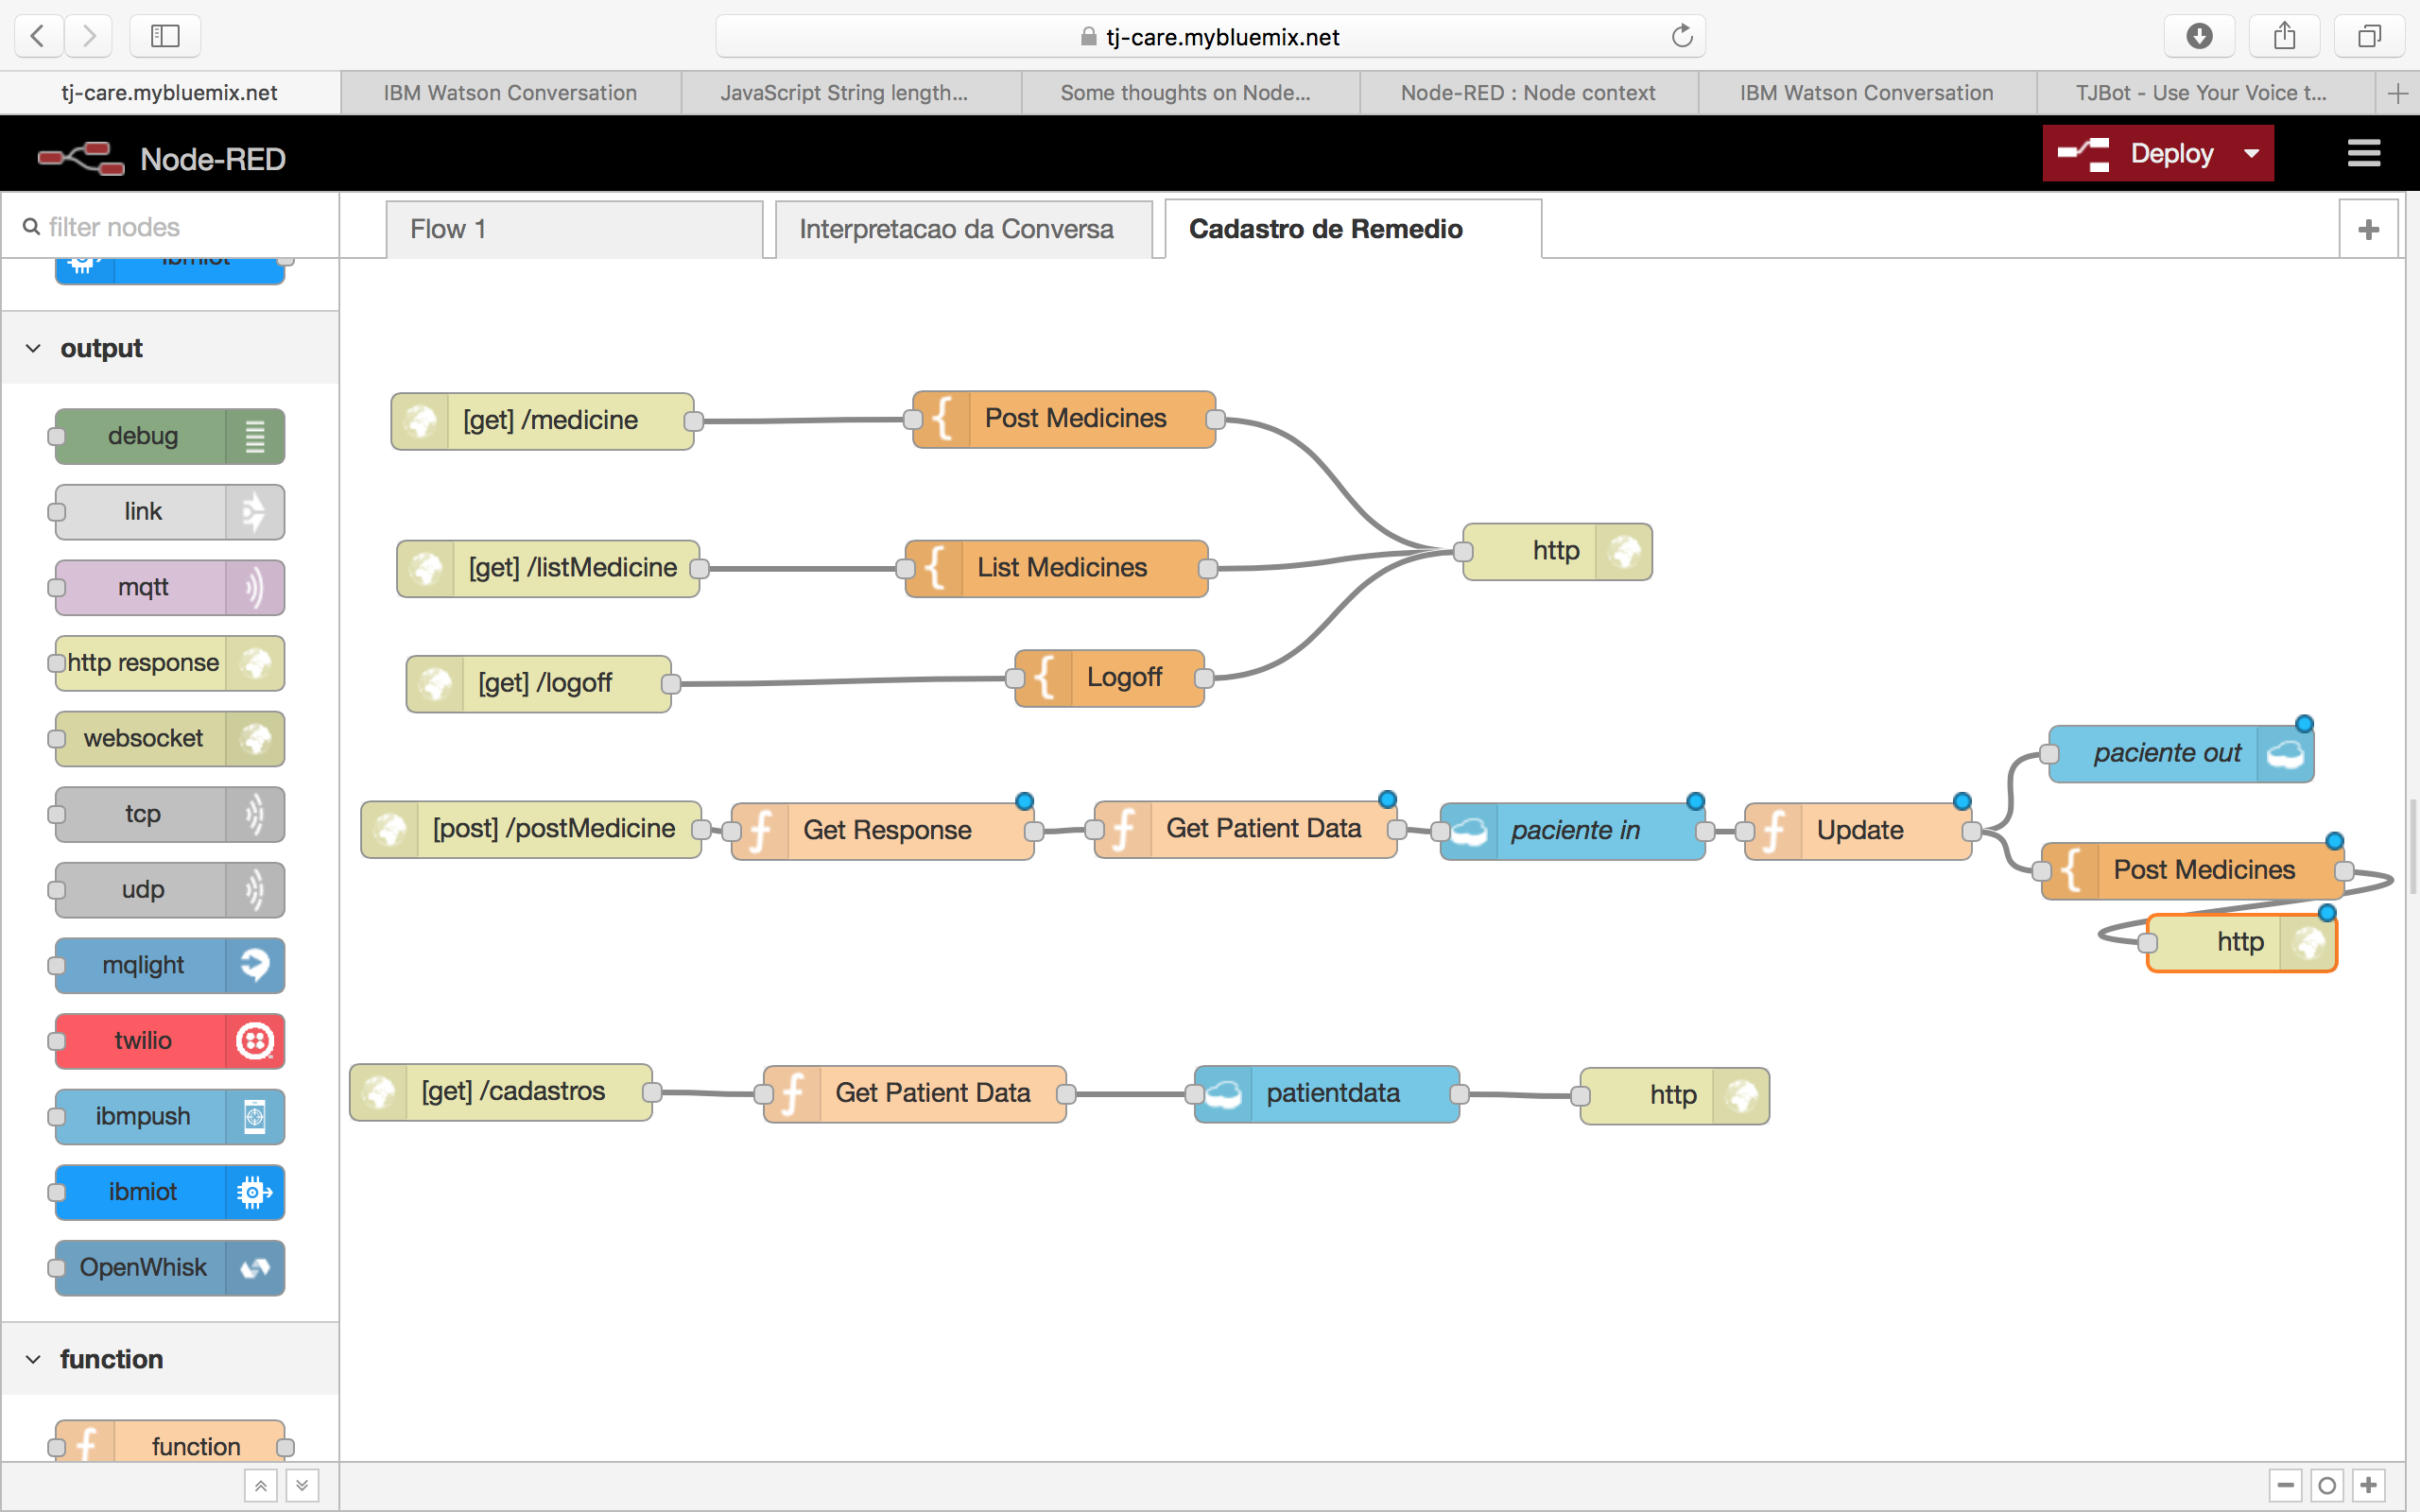 tj-care.mybluemix.net
tj-care.mybluemix.net
IBM Watson Conversation
JavaScript String length...
Some thoughts on Node...
Node-RED : Node context
IBM Watson Conversation
TJBot - Use Your Voice t...
Node-RED
Deploy
filter nodes
Flow 1
Interpretacao da Conversa
Cadastro de Remedio
ibmiot
output
debug
link
mqtt
http response
websocket
tcp
udp
mqlight
twilio
ibmpush
ibmiot
OpenWhisk
function
function
[get] /medicine
Post Medicines
[get] /listMedicine
List Medicines
http
[get] /logoff
Logoff
[post] /postMedicine
Get Response
Get Patient Data
paciente in
Update
paciente out
Post Medicines
http
[get] /cadastros
Get Patient Data
patientdata
http